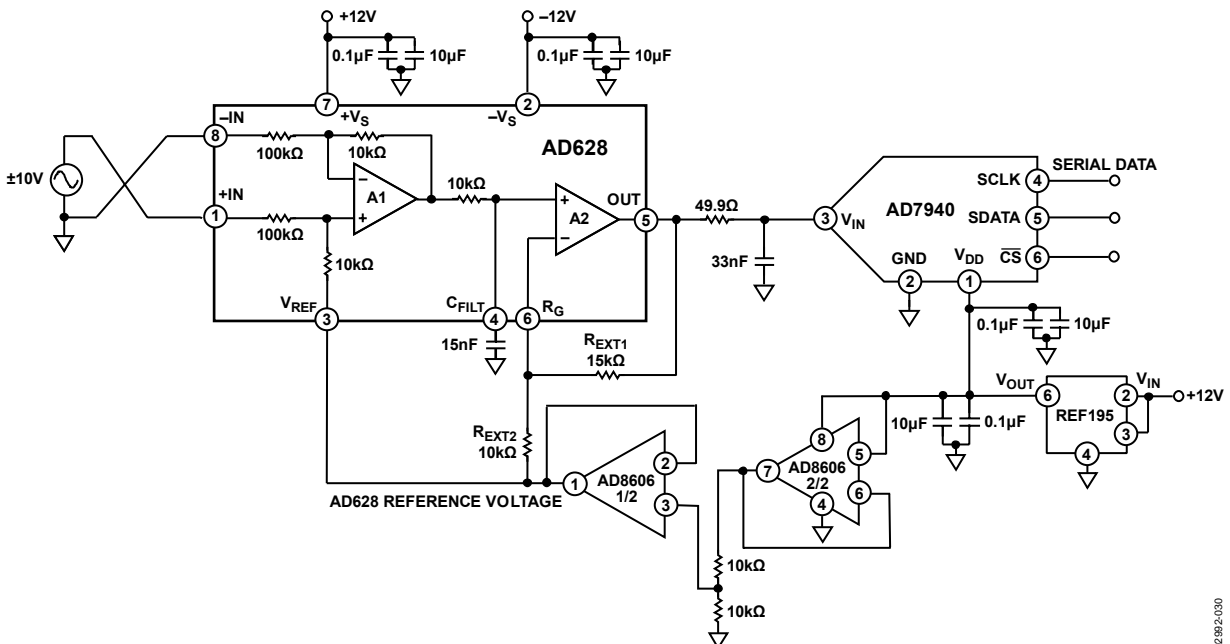 +12V
–12V
0.1µF
10µF
0.1µF
10µF
7
2
–IN
+VS
–VS
8
AD628
100kΩ
10kΩ
±10V
–
A1
+
10kΩ
+
A2
–
OUT
5
49.9Ω
+IN
1
100kΩ
10kΩ
33nF
VREF
3
CFILT
4
RG
6
15nF
REXT1
15kΩ
REXT2
10kΩ
AD628 REFERENCE VOLTAGE
SERIAL DATA
SCLK
4
AD7940
3
VIN
SDATA
5
GND
VDD
CS
6
2
1
0.1µF
10µF
VOUT
6
VIN
2
+12V
REF195
3
4
10µF
0.1µF
8
5
7
AD8606
2/2
6
4
2
1
AD8606
1/2
3
10kΩ
10kΩ